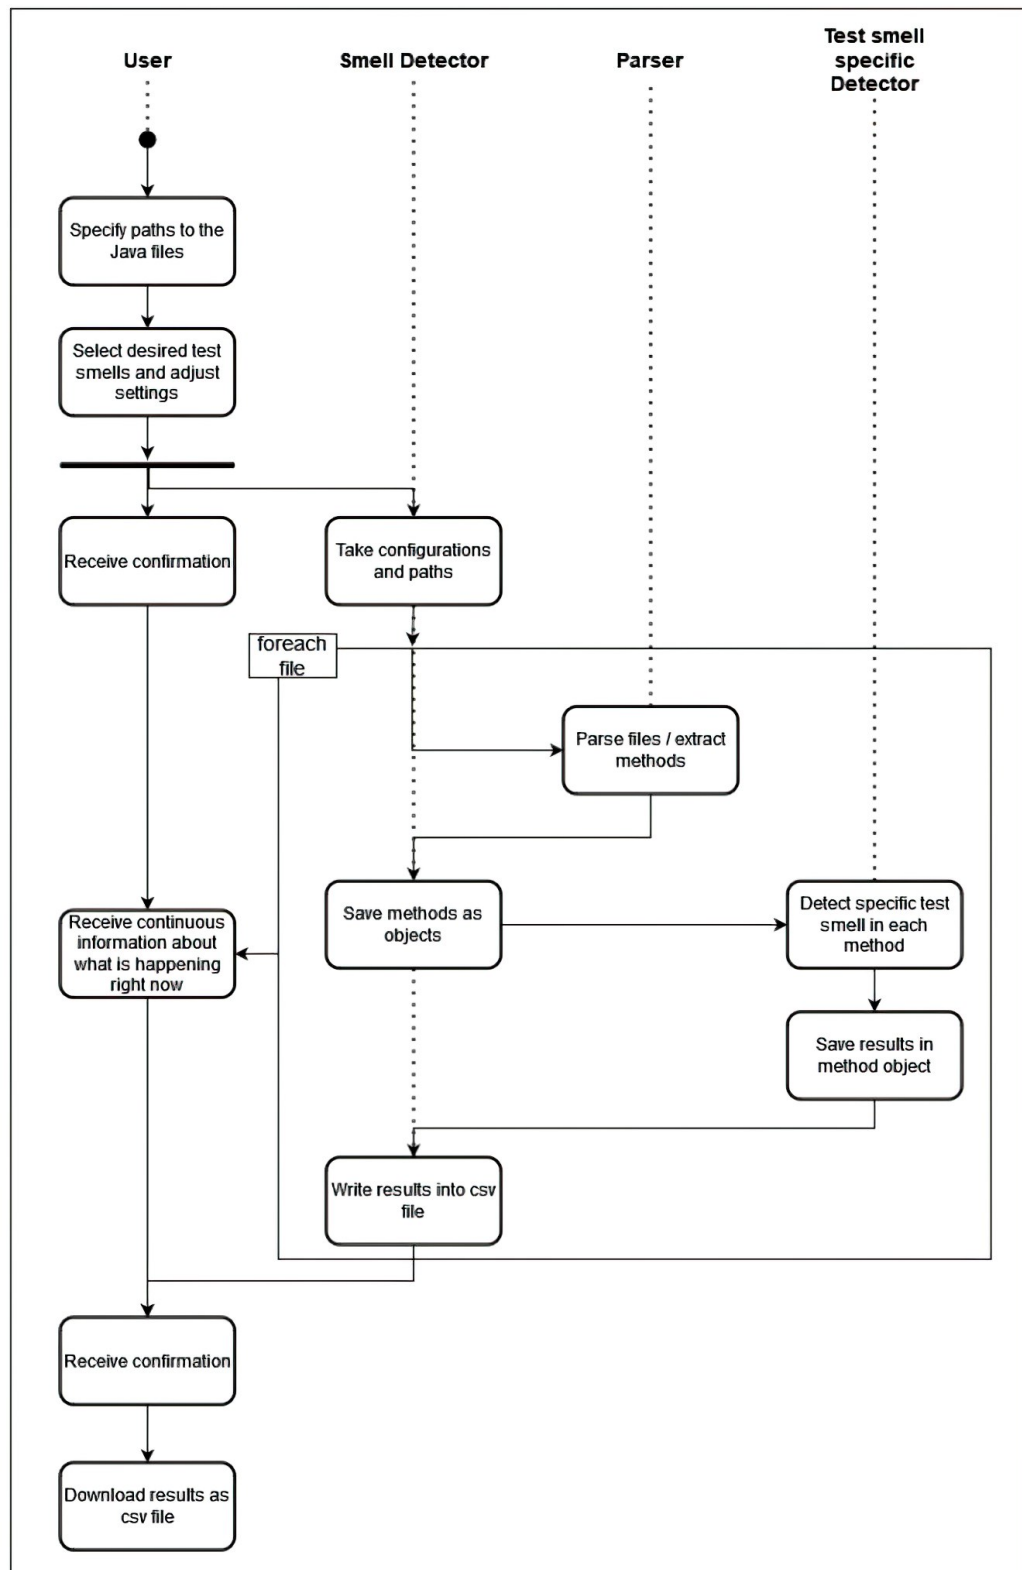 User
Smell Detector
Parser
Test smell
specific
Detector
Specify paths to the
Java files
Select desired test
smells and adjust
settings
Receive confirmation
Take configurations
and paths
foreach
file
Parse files / extract
methods
Save methods as
objects
Detect specific test
smell in each
method
Receive continuous
information about
what is happening
right now
Save results in
method object
Write results into csv
file
Receive confirmation
Download results as
csv file